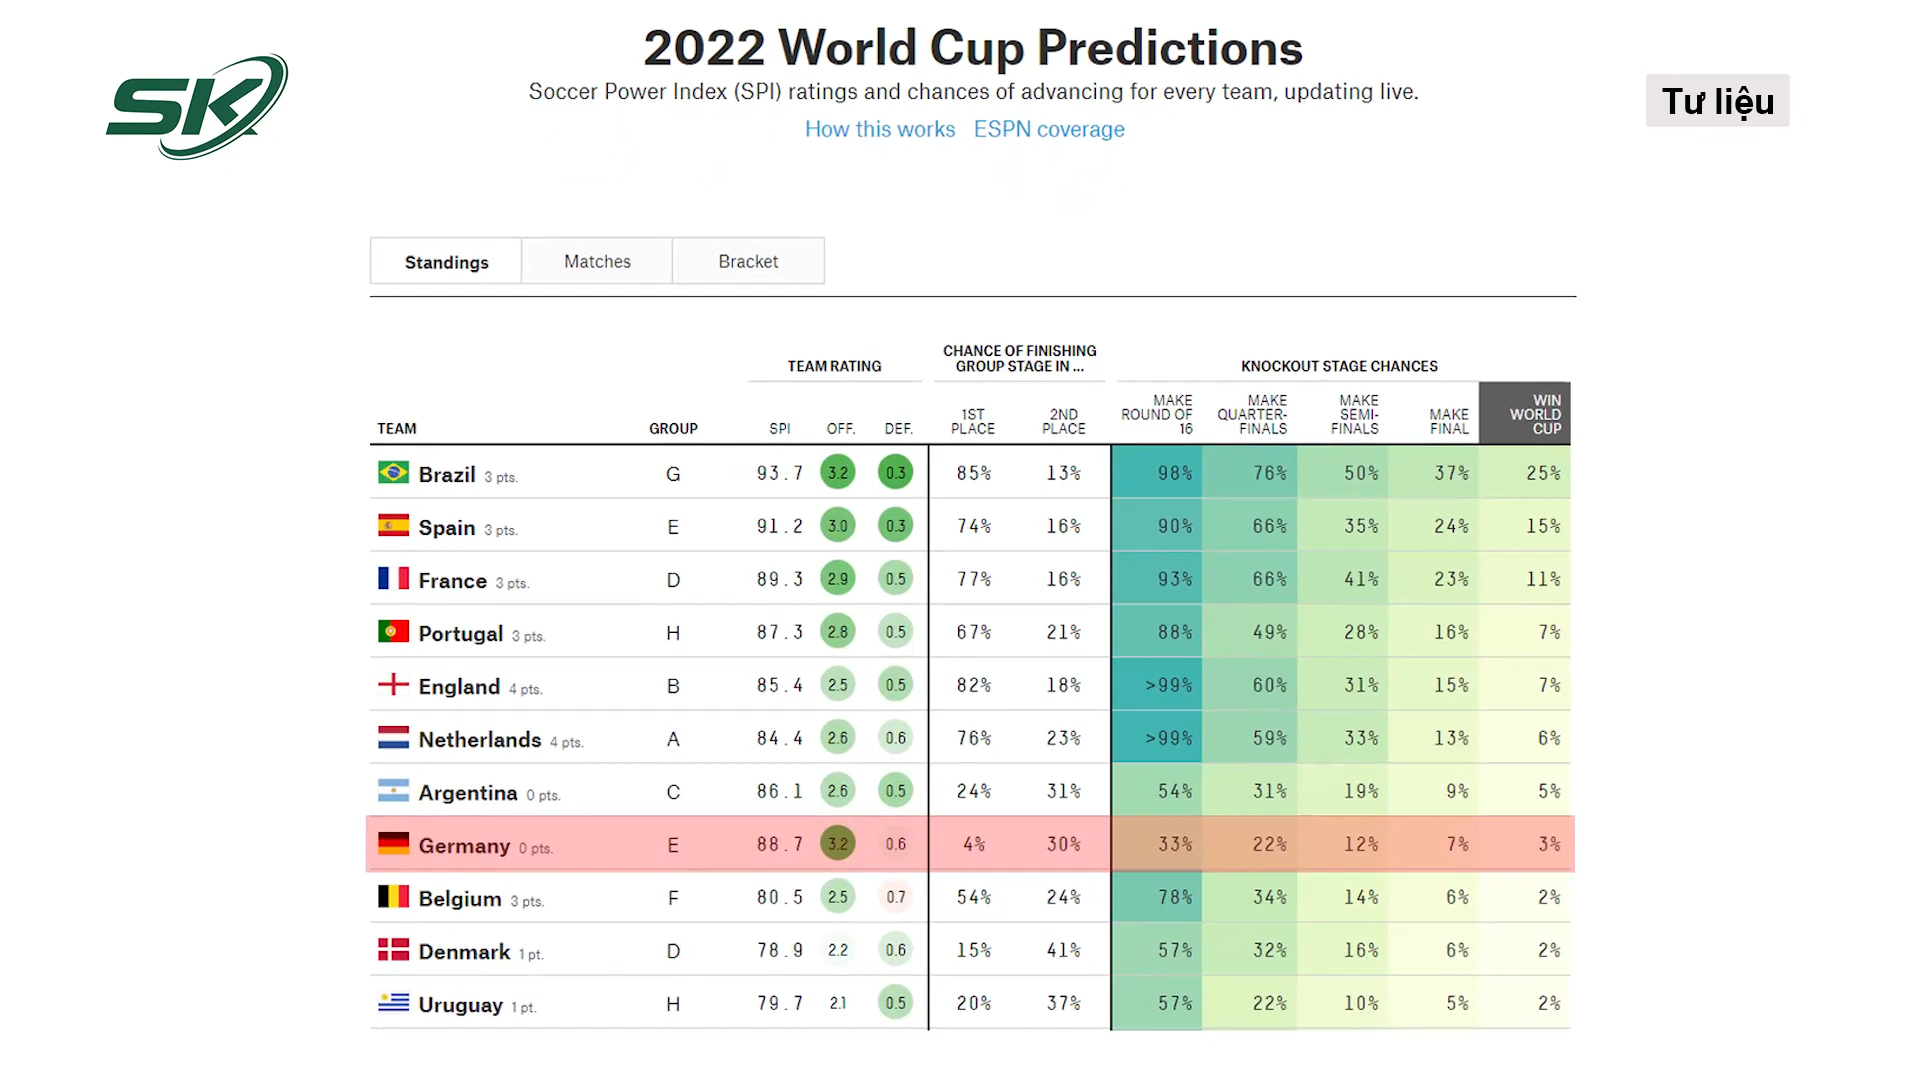 2022 World Cup Predictions
SK
Soccer Power Index (SPI) ratings and chances of advancing for every team, updating live.
Tư liệu
How this works ESPN coverage
Standings Matches Bracket
TEAM RATING
CHANCE OF FINISHING
GROUP STAGE IN ...
KNOCKOUT STAGE CHANCES
TEAM GROUP SPI OFF. DEF. 1ST PLACE 2ND PLACE MAKE ROUND OF 16 MAKE QUARTER-FINALS MAKE SEMI-FINALS MAKE FINAL WIN WORLD CUP
Brazil 3 pts. G 93.7 3.2 0.3 85% 13% 98% 76% 50% 37% 25%
Spain 3 pts. E 91.2 3.0 0.3 74% 16% 90% 66% 35% 24% 15%
France 3 pts. D 89.3 2.9 0.5 77% 16% 93% 66% 41% 23% 11%
Portugal 3 pts. H 87.3 2.8 0.5 67% 21% 88% 49% 28% 16% 7%
England 4 pts. B 85.4 2.5 0.5 82% 18% >99% 60% 31% 15% 7%
Netherlands 4 pts. A 84.4 2.6 0.6 76% 23% >99% 59% 33% 13% 6%
Argentina 0 pts. C 86.1 2.6 0.5 24% 31% 54% 31% 19% 9% 5%
Germany 0 pts. E 88.7 3.2 0.6 4% 30% 33% 22% 12% 7% 3%
Belgium 3 pts. F 80.5 2.5 0.7 54% 24% 78% 34% 14% 6% 2%
Denmark 1 pt. D 78.9 2.2 0.6 15% 41% 57% 32% 16% 6% 2%
Uruguay 1 pt. H 79.7 2.1 0.5 20% 37% 57% 22% 10% 5% 2%